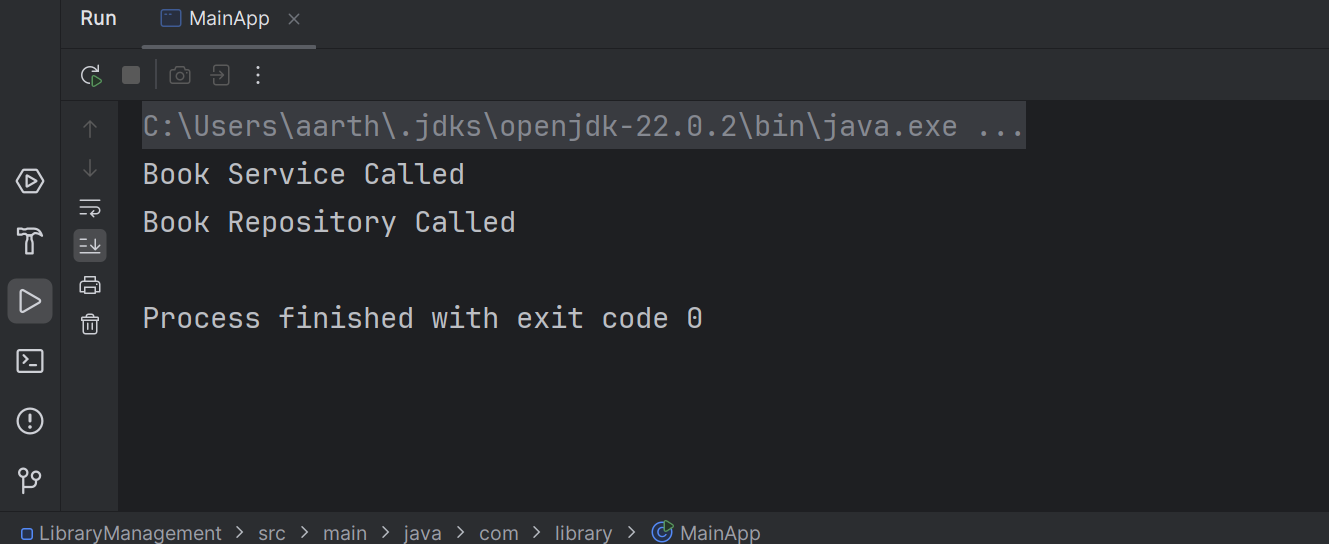 Run MainApp
C:\Users\aarth\.jdks\openjdk-22.0.2\bin\java.exe ...
Book Service Called
Book Repository Called
Process finished with exit code 0
LibraryManagement > src > main > java > com > library > MainApp